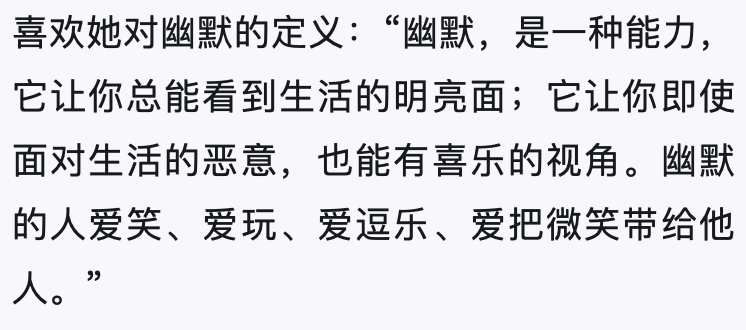 喜欢她对幽默的定义：“幽默，是一种能力，
它让你总能看到生活的明亮面；它让你即使
面对生活的恶意，也能有喜乐的视角。幽默
的人爱笑、爱玩、爱逗乐、爱把微笑带给他
人。”